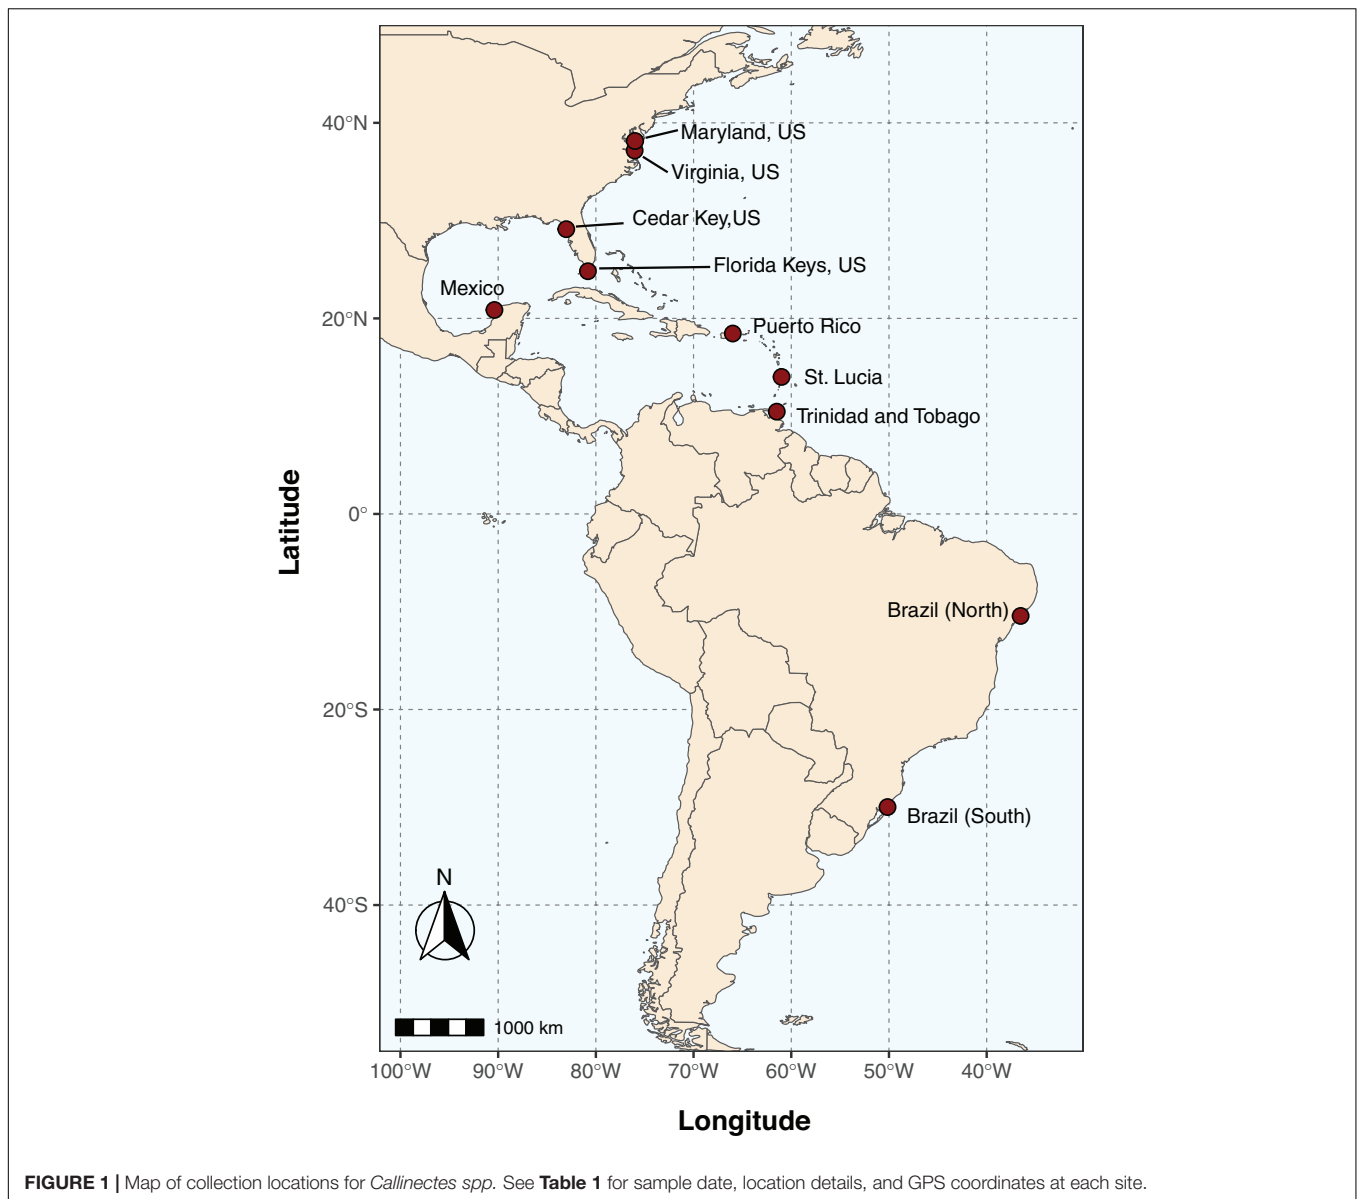 40°N
Maryland, US
Virginia, US
Cedar Key,US
Florida Keys, US
Mexico
20°N
Puerto Rico
St. Lucia
Trinidad and Tobago
Latitude
0°
Brazil (North)
20°S
Brazil (South)
N
40°S
1000 km
100°W 90°W 80°W 70°W 60°W 50°W 40°W
Longitude
FIGURE 1 | Map of collection locations for Callinectes spp. See Table 1 for sample date, location details, and GPS coordinates at each site.